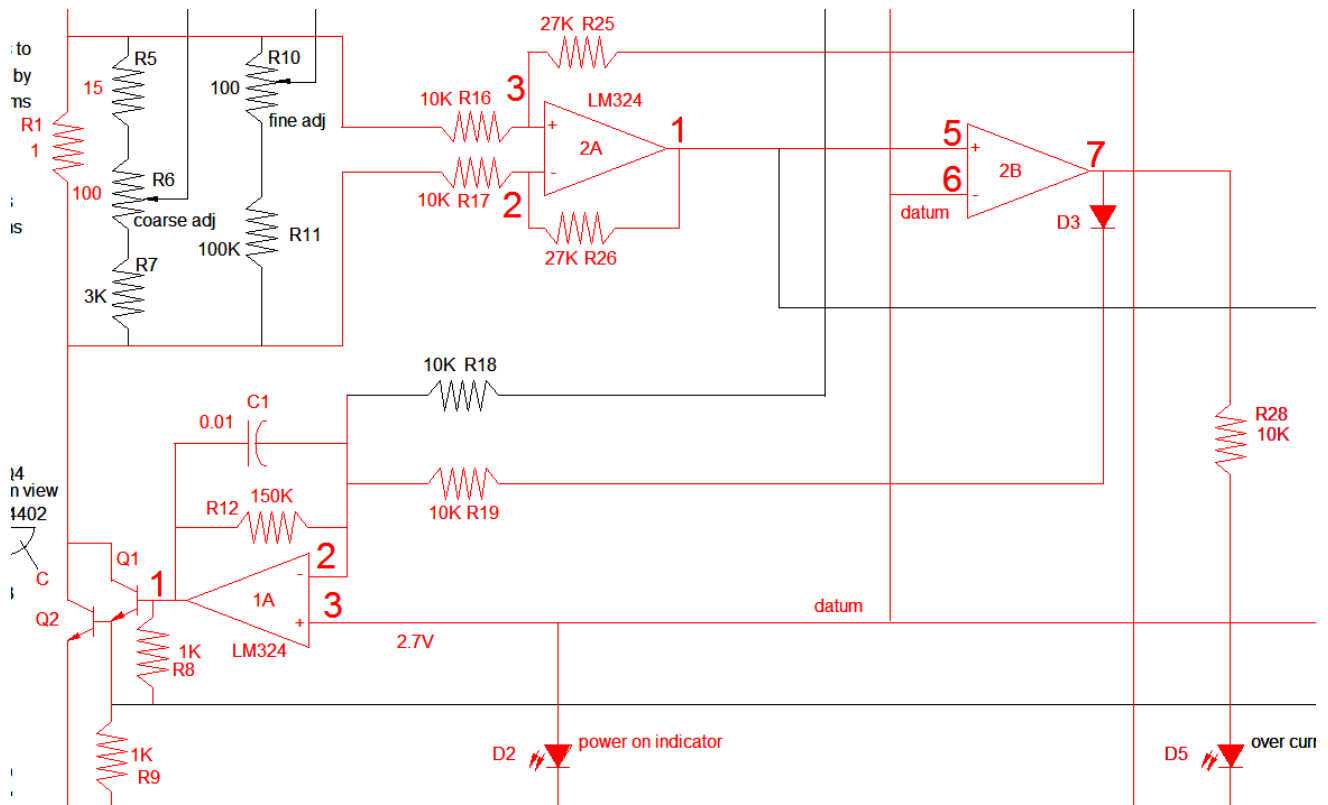 to
by
ms
R5
15
R1
1
R10
100
fine adj
R6
100
coarse adj
R7
3K
R11
100K
27K R25
3
LM324
10K R16
+
2A
1
-
10K R17
2
27K R26
5
+
7
6
-
2B
datum
D3
10K R18
C1
0.01
R28
10K
24
m view
4402
150K
R12
10K R19
C
Q1
1
2
-
1A
3
+
Q2
LM324
datum
2.7V
1K
R8
1K
R9
D2
power on indicator
D5
over curr